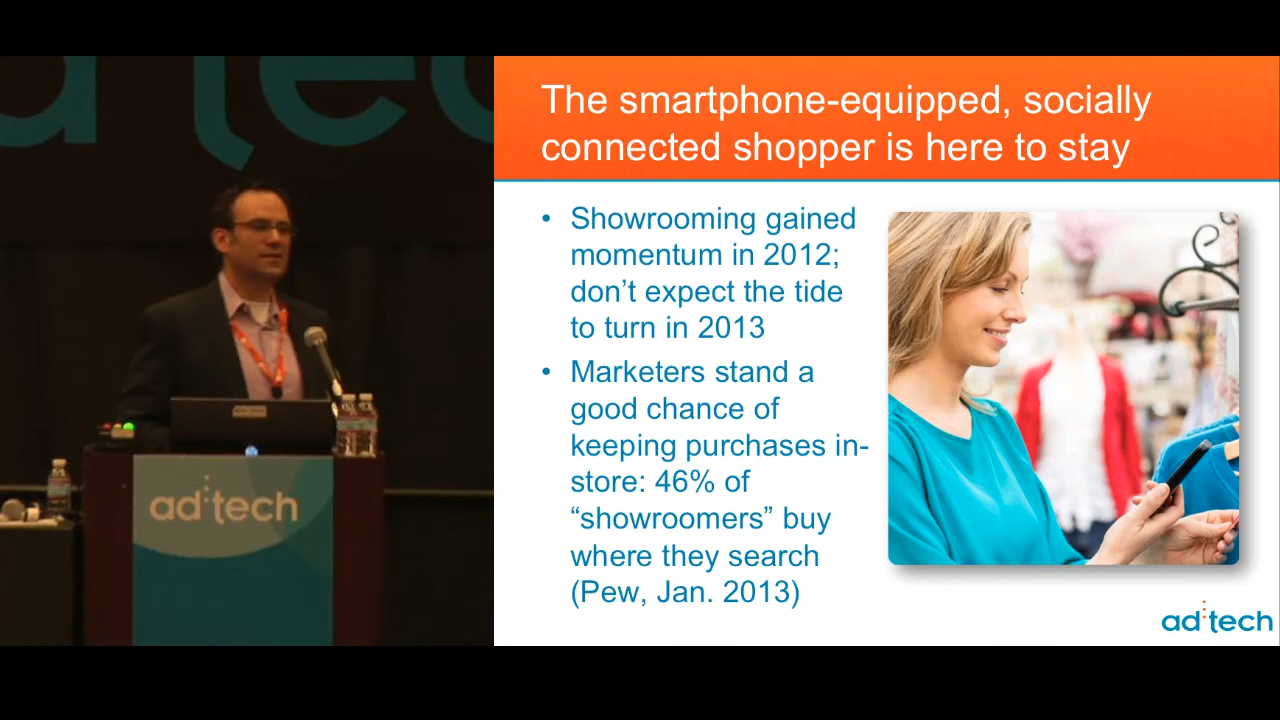 ad:tech
The smartphone-equipped, socially
connected shopper is here to stay
• Showrooming gained
momentum in 2012;
don’t expect the tide
to turn in 2013
• Marketers stand a
good chance of
keeping purchases in-
store: 46% of
“showroomers” buy
where they search
(Pew, Jan. 2013)
ad:tech